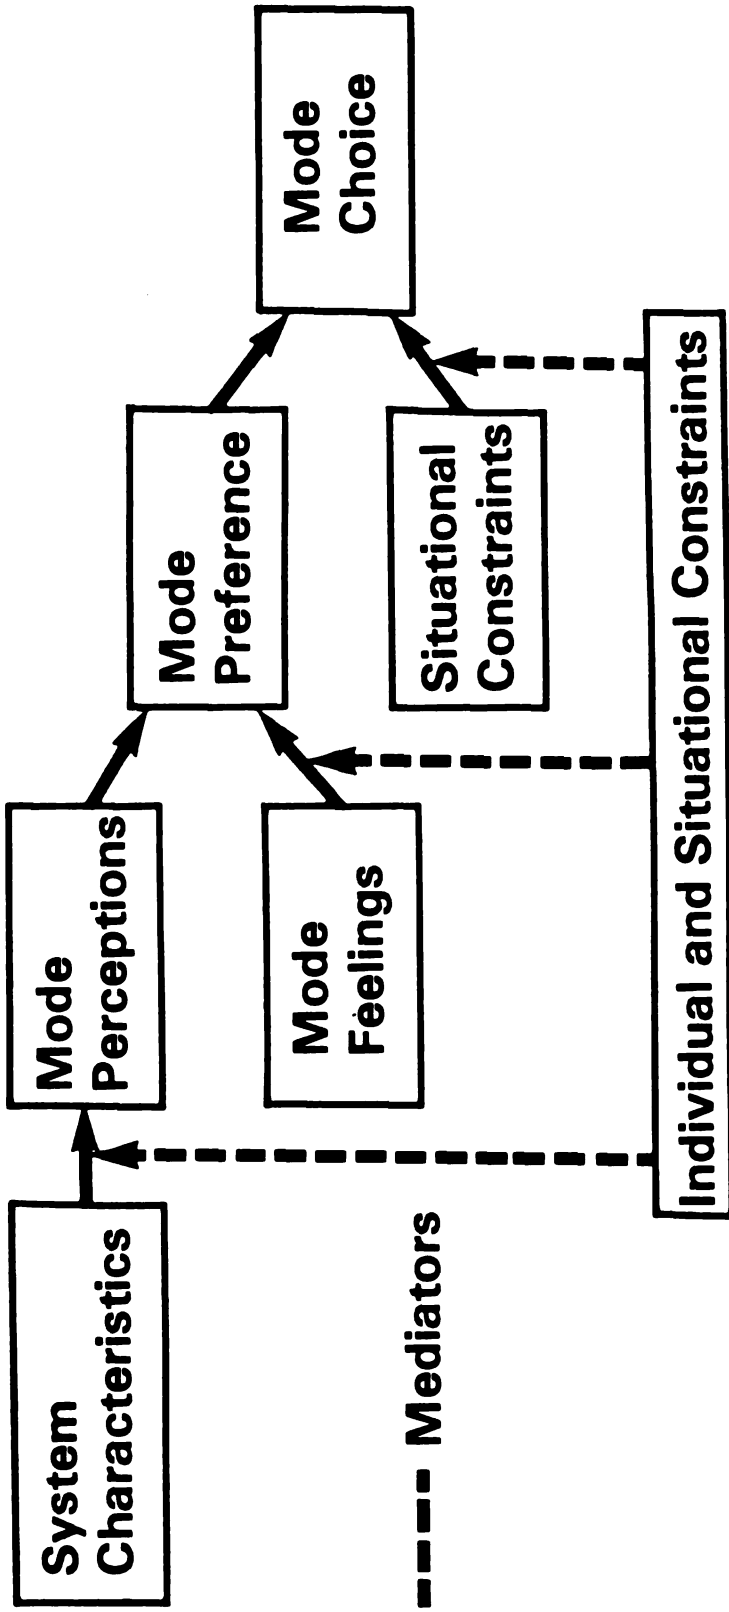 System
Characteristics
Mode
Perceptions
Mode
Feelings
Mode
Preference
Situational
Constraints
Mode
Choice
Mediators
Individual and Situational Constraints